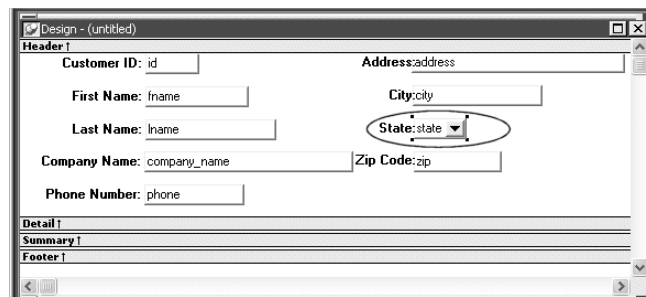 Design - (untitled)
Header ↑
Customer ID: id Address:address
First Name: fname City:city
Last Name: lname State:state
Company Name: company_name Zip Code:zip
Phone Number: phone
Detail ↑
Summary ↑
Footer ↑